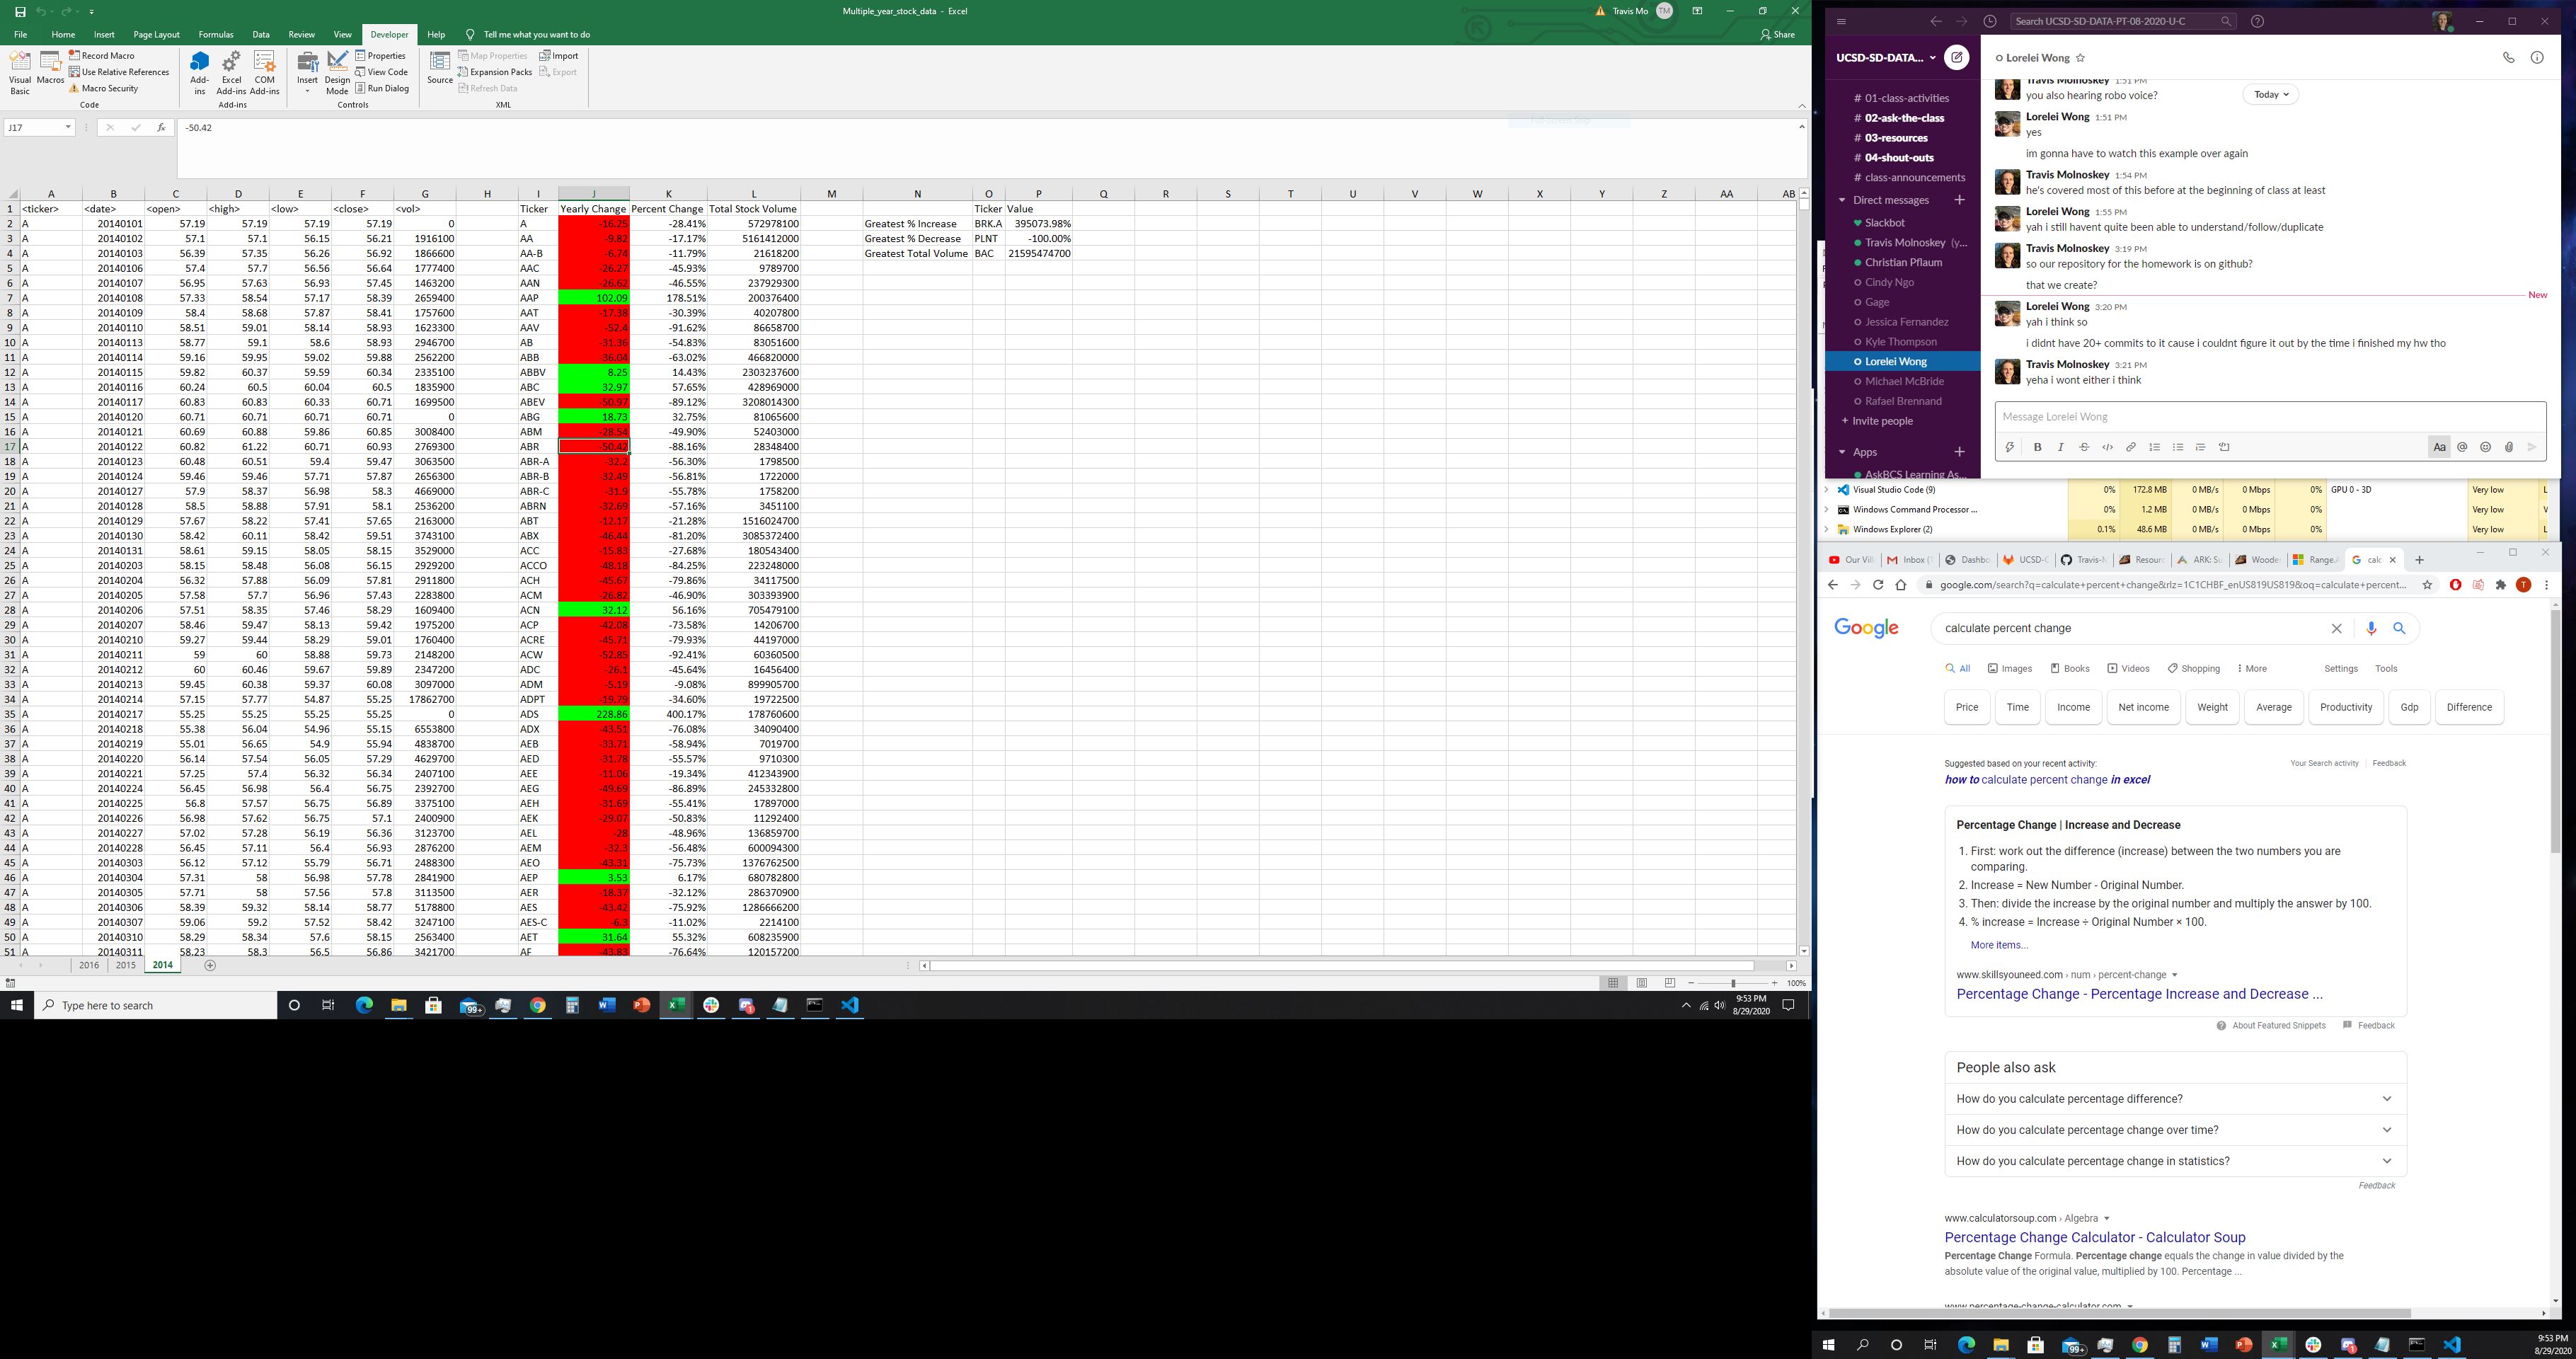 Multiple_year_stock_data - Excel
Travis Mo TM
File Home Insert Page Layout Formulas Data Review View Developer Help Tell me what you want to do Share
Visual Basic
Macros
Record Macro
Use Relative References
Macro Security
Code
Add-ins
Excel Add-ins
COM Add-ins
Add-ins
Insert
Design Mode
Properties
View Code
Run Dialog
Controls
Source
Map Properties
Expansion Packs
Refresh Data
Import
Export
XML
J17 fx -50.42
A B C D E F G H I J K L M N O P Q R S T U V W X Y Z AA AB
1 <ticker> <date> <open> <high> <low> <close> <vol> Ticker Yearly Change Percent Change Total Stock Volume Ticker Value
2 A 20140101 57.19 57.19 57.19 57.19 0 A -16.25 -28.41% 572978100 Greatest % Increase BRK.A 395073.98%
3 A 20140102 57.1 57.1 56.15 56.21 1916100 AA -9.82 -17.17% 5161412000 Greatest % Decrease PLNT -100.00%
4 A 20140103 56.39 57.35 56.26 56.92 1866600 AA-B -6.74 -11.79% 21618200 Greatest Total Volume BAC 21595474700
5 A 20140106 57.4 57.7 56.56 56.64 1777400 AAC -26.27 -45.93% 9789700
6 A 20140107 56.95 57.63 56.93 57.45 1463200 AAN -26.62 -46.55% 237929300
7 A 20140108 57.33 58.54 57.17 58.39 2659400 AAP 102.09 178.51% 200376400
8 A 20140109 58.4 58.68 57.87 58.41 1757600 AAT -17.38 -30.39% 40207800
9 A 20140110 58.51 59.01 58.14 58.93 1623300 AAV -52.4 -91.62% 86658700
10 A 20140113 58.77 59.1 58.6 58.93 2946700 AB -31.36 -54.83% 83051600
11 A 20140114 59.16 59.95 59.02 59.88 2562200 ABB -36.04 -63.02% 466820000
12 A 20140115 59.82 60.37 59.59 60.34 2335100 ABBV 8.25 14.43% 2303237600
13 A 20140116 60.24 60.5 60.04 60.5 1835900 ABC 32.97 57.65% 428969000
14 A 20140117 60.83 60.83 60.33 60.71 1699500 ABEV -50.97 -89.12% 3208014300
15 A 20140120 60.71 60.71 60.71 60.71 0 ABG 18.73 32.75% 81065600
16 A 20140121 60.69 60.88 59.86 60.85 3008400 ABM -28.54 -49.90% 52403000
17 A 20140122 60.82 61.22 60.71 60.93 2769300 ABR -50.42 -88.16% 28348400
18 A 20140123 60.48 60.51 59.4 59.47 3063500 ABR-A -32.2 -56.30% 1798500
19 A 20140124 59.46 59.46 57.71 57.87 2656300 ABR-B -32.49 -56.81% 1722000
20 A 20140127 57.9 58.37 56.98 58.3 4669000 ABR-C -31.9 -55.78% 1758200
21 A 20140128 58.5 58.88 57.91 58.1 2536200 ABRN -32.69 -57.16% 3451100
22 A 20140129 57.67 58.22 57.41 57.65 2163000 ABT -12.17 -21.28% 1516024700
23 A 20140130 58.42 60.11 58.42 59.51 3743100 ABX -46.44 -81.20% 3085372400
24 A 20140131 58.61 59.15 58.05 58.15 3529000 ACC -15.83 -27.68% 180543400
25 A 20140203 58.15 58.48 56.08 56.15 2929200 ACCO -48.18 -84.25% 223248000
26 A 20140204 56.32 57.88 56.09 57.81 2911800 ACH -45.67 -79.86% 34117500
27 A 20140205 57.58 57.7 56.96 57.43 2283800 ACM -26.82 -46.90% 303393900
28 A 20140206 57.51 58.35 57.46 58.29 1609400 ACN 32.12 56.16% 705479100
29 A 20140207 58.46 59.47 58.13 59.42 1975200 ACP -42.08 -73.58% 14206700
30 A 20140210 59.27 59.44 58.29 59.01 1760400 ACRE -45.71 -79.93% 44197000
31 A 20140211 59 60 58.88 59.73 2148200 ACW -52.85 -92.41% 60360500
32 A 20140212 60 60.46 59.67 59.89 2347200 ADC -26.1 -45.64% 16456400
33 A 20140213 59.45 60.38 59.37 60.08 3097000 ADM -5.19 -9.08% 899905700
34 A 20140214 57.15 57.77 54.87 55.25 17862700 ADPT -19.79 -34.60% 19722500
35 A 20140217 55.25 55.25 55.25 55.25 0 ADS 228.86 400.17% 178760600
36 A 20140218 55.38 56.04 54.96 55.15 6553800 ADX -43.51 -76.08% 34090400
37 A 20140219 55.01 56.65 54.9 55.94 4838700 AEB -33.71 -58.94% 7019700
38 A 20140220 56.14 57.54 56.05 57.29 4629700 AED -31.78 -55.57% 9710300
39 A 20140221 57.25 57.4 56.32 56.34 2407100 AEE -11.06 -19.34% 412343900
40 A 20140224 56.45 56.98 56.4 56.75 2392700 AEG -49.69 -86.89% 245332800
41 A 20140225 56.8 57.57 56.75 56.89 3375100 AEH -31.69 -55.41% 17897000
42 A 20140226 56.98 57.62 56.75 57.1 2400900 AEK -29.07 -50.83% 11292400
43 A 20140227 57.02 57.28 56.19 56.36 3123700 AEL -28 -48.96% 136859700
44 A 20140228 56.45 57.11 56.4 56.93 2876200 AEM -32.3 -56.48% 600094300
45 A 20140303 56.12 57.12 55.79 56.71 2488300 AEO -43.31 -75.73% 1376762500
46 A 20140304 57.31 58 56.98 57.78 2841900 AEP 3.53 6.17% 680782800
47 A 20140305 57.71 58 57.56 57.8 3113500 AER -18.37 -32.12% 286370900
48 A 20140306 58.39 59.32 58.14 58.77 5178800 AES -43.42 -75.92% 1286666200
49 A 20140307 59.06 59.2 57.52 58.42 3247100 AES-C -6.3 -11.02% 2214100
50 A 20140310 58.29 58.34 57.6 58.15 2563400 AET 31.64 55.32% 608235900
51 A 20140311 58.23 58.3 56.5 56.86 3421700 AF -43.83 -76.64% 120157200
2016 2015 2014
100%
Type here to search
99+
9:53 PM
8/29/2020
Search UCSD-SD-DATA-PT-08-2020-U-C
UCSD-SD-DATA...
# 01-class-activities
# 02-ask-the-class
# 03-resources
# 04-shout-outs
# class-announcements
Direct messages
Slackbot
Travis Molnoskey (y...
Christian Pflaum
Cindy Ngo
Gage
Jessica Fernandez
Kyle Thompson
Lorelei Wong
Michael McBride
Rafael Brennand
+ Invite people
Apps
AskBCS Learning As...
Lorelei Wong
Today
Travis Molnoskey 1:51 PM
you also hearing robo voice?
Lorelei Wong 1:51 PM
yes
im gonna have to watch this example over again
Travis Molnoskey 1:54 PM
he's covered most of this before at the beginning of class at least
Lorelei Wong 1:55 PM
yah i still havent quite been able to understand/follow/duplicate
Travis Molnoskey 3:19 PM
so our repository for the homework is on github?
that we create?
New
Lorelei Wong 3:20 PM
yah i think so
i didnt have 20+ commits to it cause i couldnt figure it out by the time i finished my hw tho
Travis Molnoskey 3:21 PM
yeha i wont either i think
Message Lorelei Wong
Aa
Visual Studio Code (9) 0% 172.8 MB 0 MB/s 0 Mbps 0% GPU 0 - 3D Very low L
Windows Command Processor ... 0% 1.2 MB 0 MB/s 0 Mbps 0% Very low V
Windows Explorer (2) 0.1% 48.6 MB 0 MB/s 0 Mbps 0% Very low L
Our Vil Inbox (1 Dashbo UCSD-C Travis-M Resourc ARK: Su Woode Range. calc
google.com/search?q=calculate+percent+change&rlz=1C1CHBF_enUS819US819&oq=calculate+percent...
Google
calculate percent change
All Images Books Videos Shopping More Settings Tools
Price Time Income Net income Weight Average Productivity Gdp Difference
Suggested based on your recent activity: Your Search activity Feedback
how to calculate percent change in excel
Percentage Change | Increase and Decrease
1. First: work out the difference (increase) between the two numbers you are
comparing.
2. Increase = New Number - Original Number.
3. Then: divide the increase by the original number and multiply the answer by 100.
4. % increase = Increase ÷ Original Number × 100.
More items...
www.skillsyouneed.com › num › percent-change
Percentage Change - Percentage Increase and Decrease ...
About Featured Snippets Feedback
People also ask
How do you calculate percentage difference?
How do you calculate percentage change over time?
How do you calculate percentage change in statistics?
Feedback
www.calculatorsoup.com › Algebra
Percentage Change Calculator - Calculator Soup
Percentage Change Formula. Percentage change equals the change in value divided by the
absolute value of the original value, multiplied by 100. Percentage ...
www.percentage-change-calculator.com
99+
9:53 PM
8/29/2020